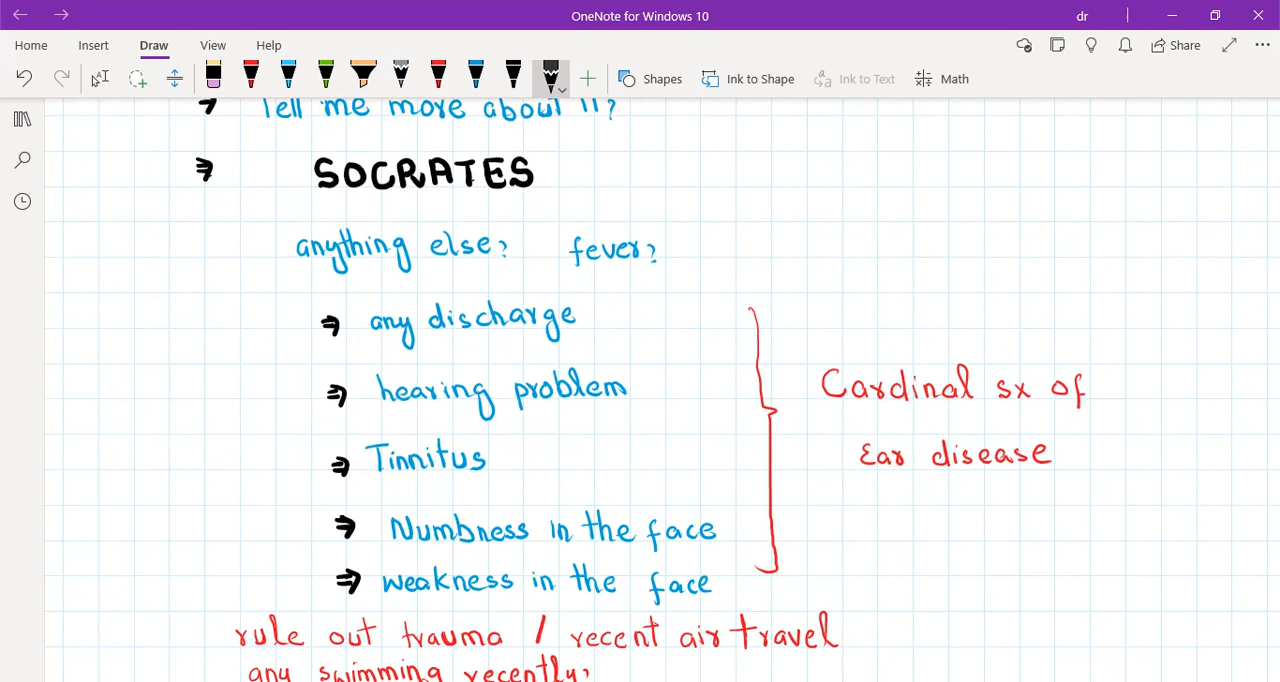 OneNote for Windows 10
dr
Home Insert Draw View Help
Share
Shapes Ink to Shape Ink to Text Math
Tell me more about it?
SOCRATES
anything else? fever?
any discharge
hearing problem
Tinnitus
Numbness in the face
weakness in the face
Cardinal sx of
Ear disease
rule out trauma / recent air travel
any swimming recently?